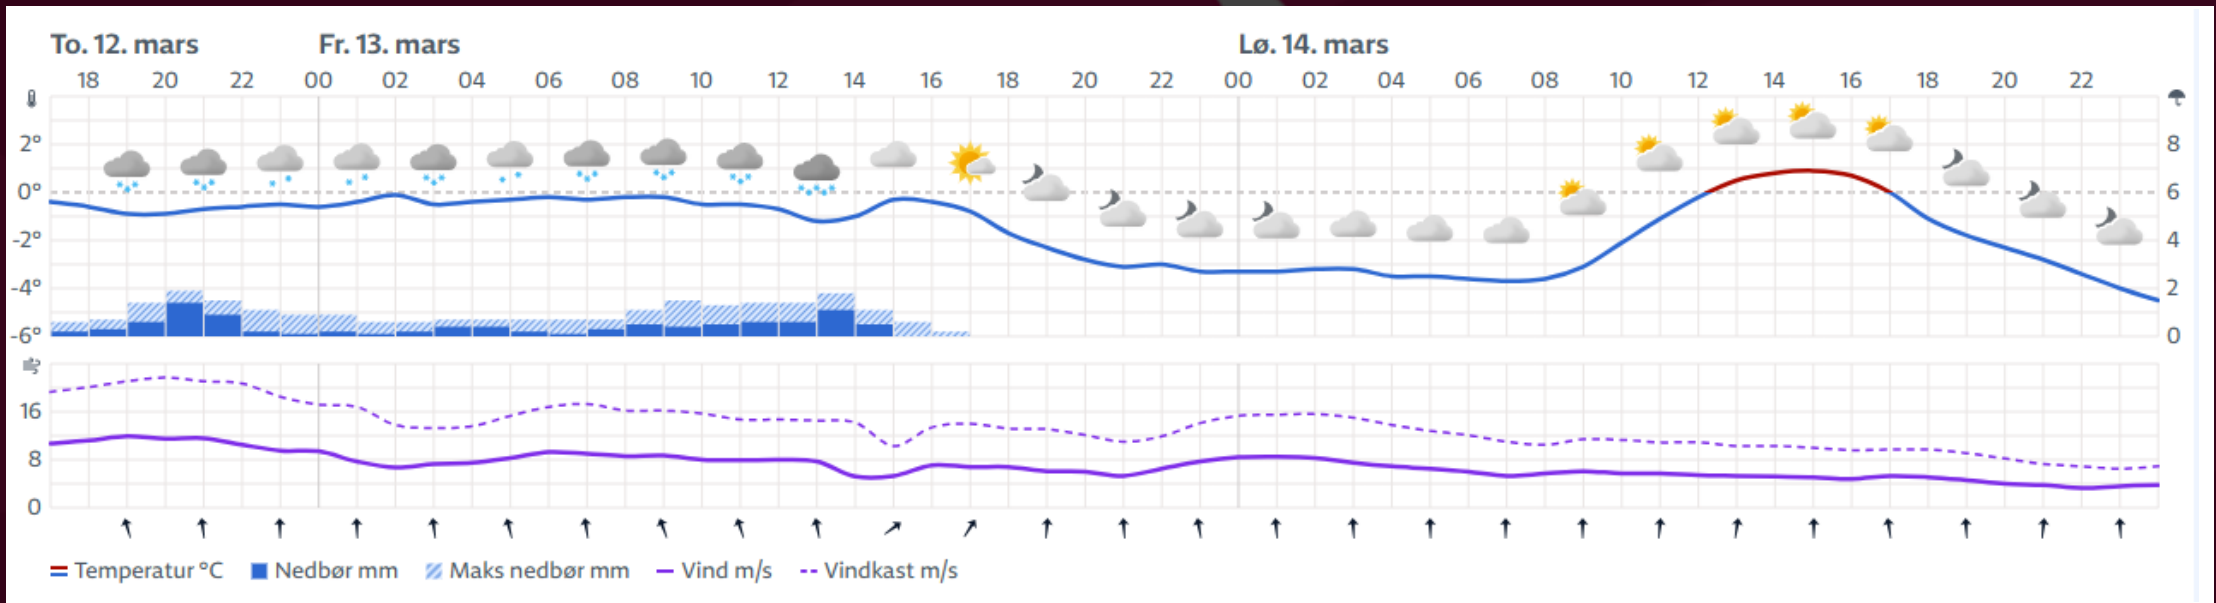 To. 12. mars Fr. 13. mars Lø. 14. mars
18 20 22 00 02 04 06 08 10 12 14 16 18 20 22 00 02 04 06 08 10 12 14 16 18 20 22
2° 8
0° 6
-2° 4
-4° 2
-6° 0
16
8
0
Temperatur °C Nedbør mm Maks nedbør mm Vind m/s Vindkast m/s